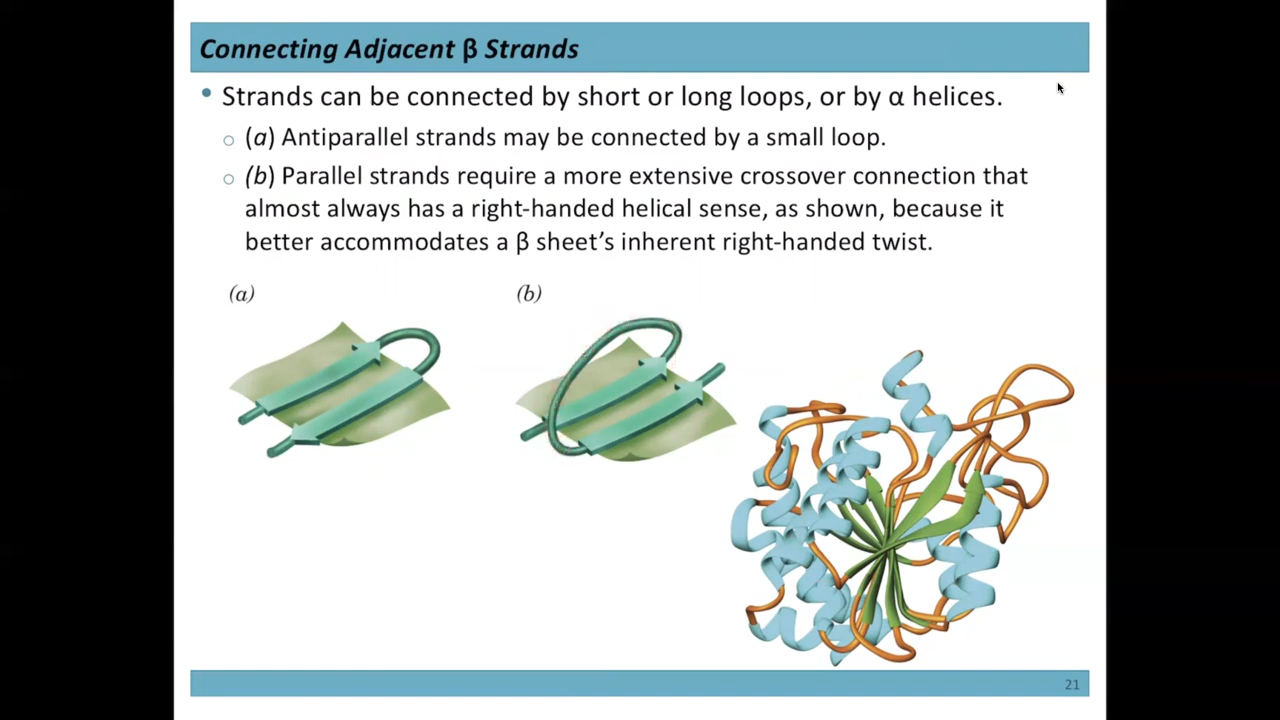 Connecting Adjacent β Strands
• Strands can be connected by short or long loops, or by α helices.
○ (a) Antiparallel strands may be connected by a small loop.
○ (b) Parallel strands require a more extensive crossover connection that
almost always has a right-handed helical sense, as shown, because it
better accommodates a β sheet’s inherent right-handed twist.
(a)
(b)
21